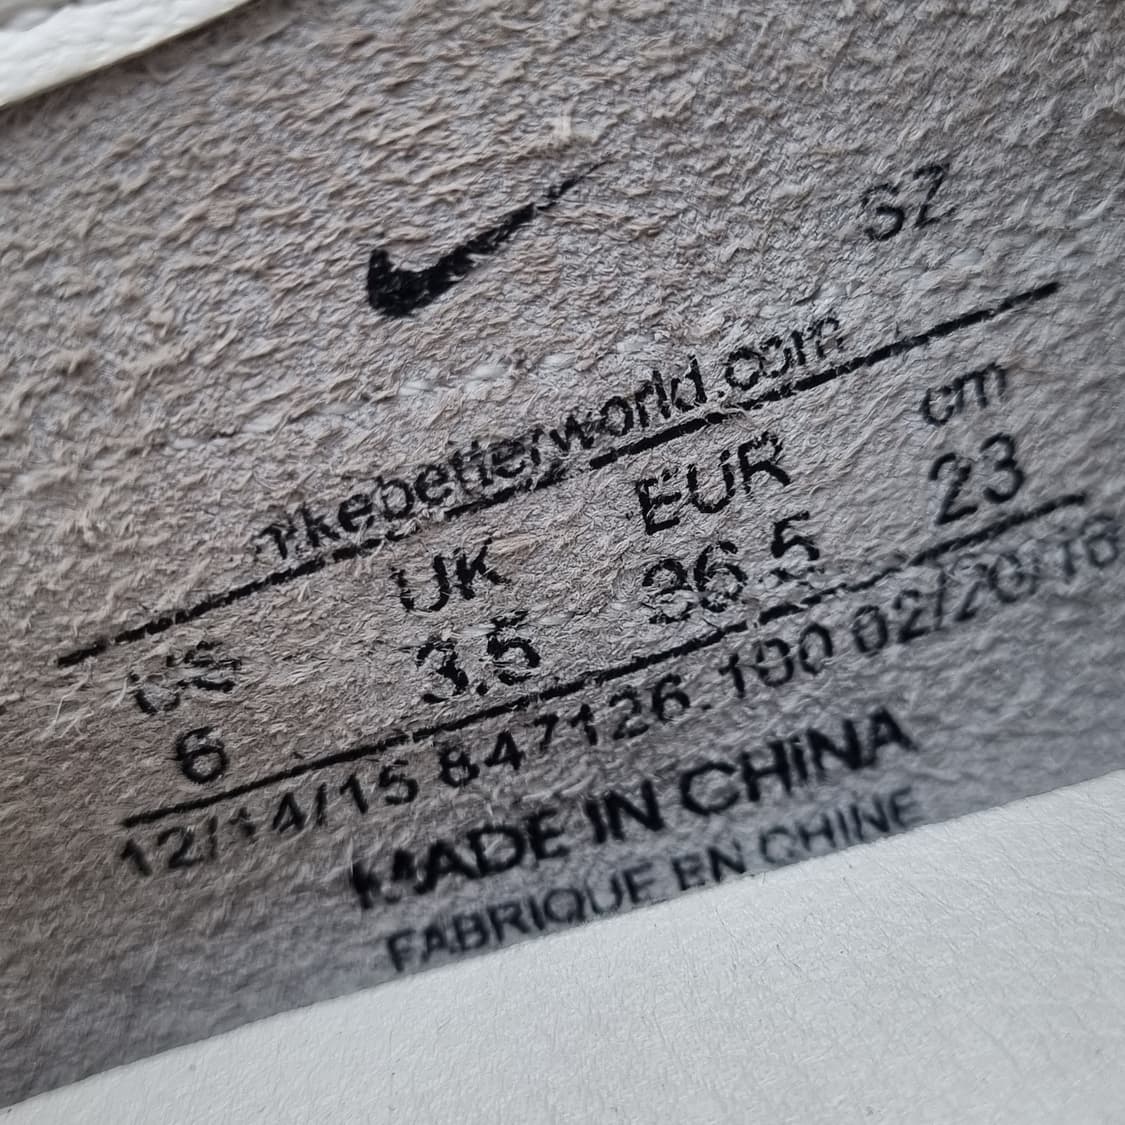 SZ
nikebetterworld.com
US UK EUR cm
6 3.5 36.5 23
12/14/15 847126.100 02/20/16
MADE IN CHINA
FABRIQUE EN CHINE